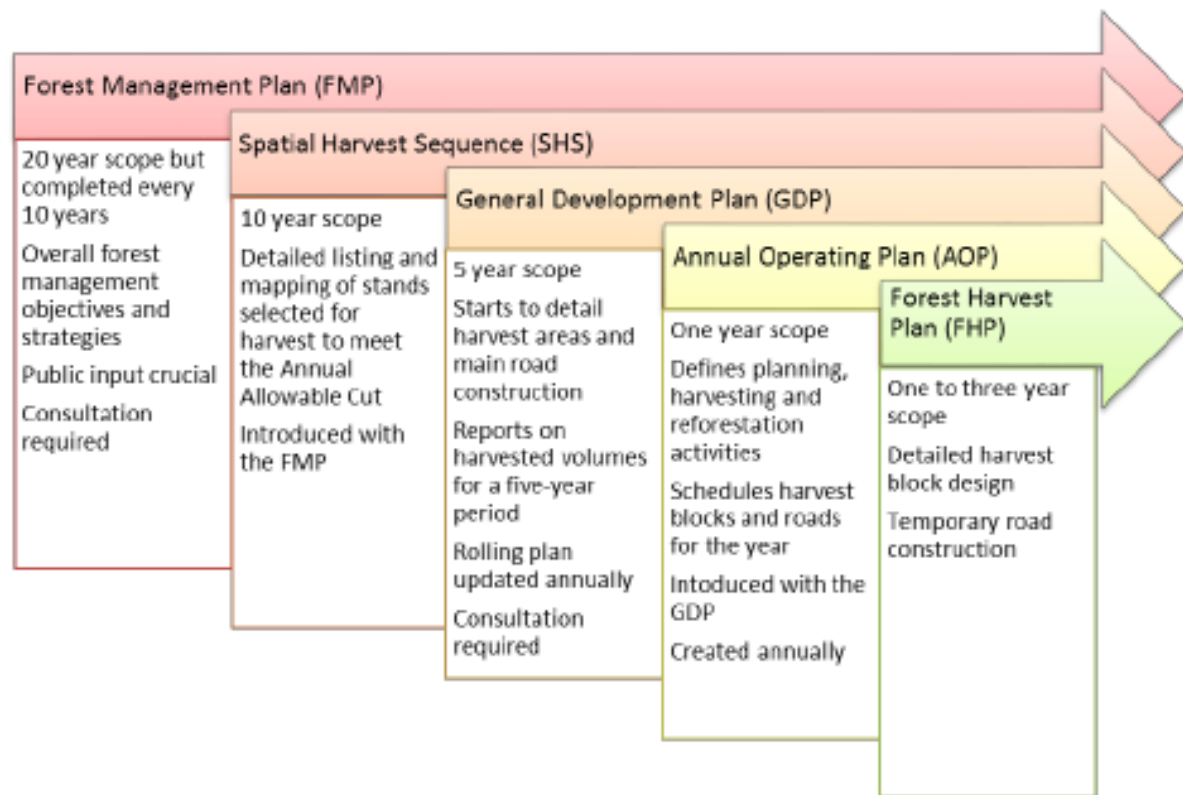 Forest Management Plan (FMP)
20 year scope but
completed every
10 years
Overall forest
management
objectives and
strategies
Public input crucial
Consultation
required
Spatial Harvest Sequence (SHS)
10 year scope
Detailed listing and
mapping of stands
selected for
harvest to meet
the Annual
Allowable Cut
Introduced with
the FMP
General Development Plan (GDP)
5 year scope
Starts to detail
harvest areas and
main road
construction
Reports on
harvested volumes
for a five-year
period
Rolling plan
updated annually
Consultation
required
Annual Operating Plan (AOP)
One year scope
Defines planning,
harvesting and
reforestation
activities
Schedules harvest
blocks and roads
for the year
Intoduced with the
GDP
Created annually
Forest Harvest
Plan (FHP)
One to three year
scope
Detailed harvest
block design
Temporary road
construction